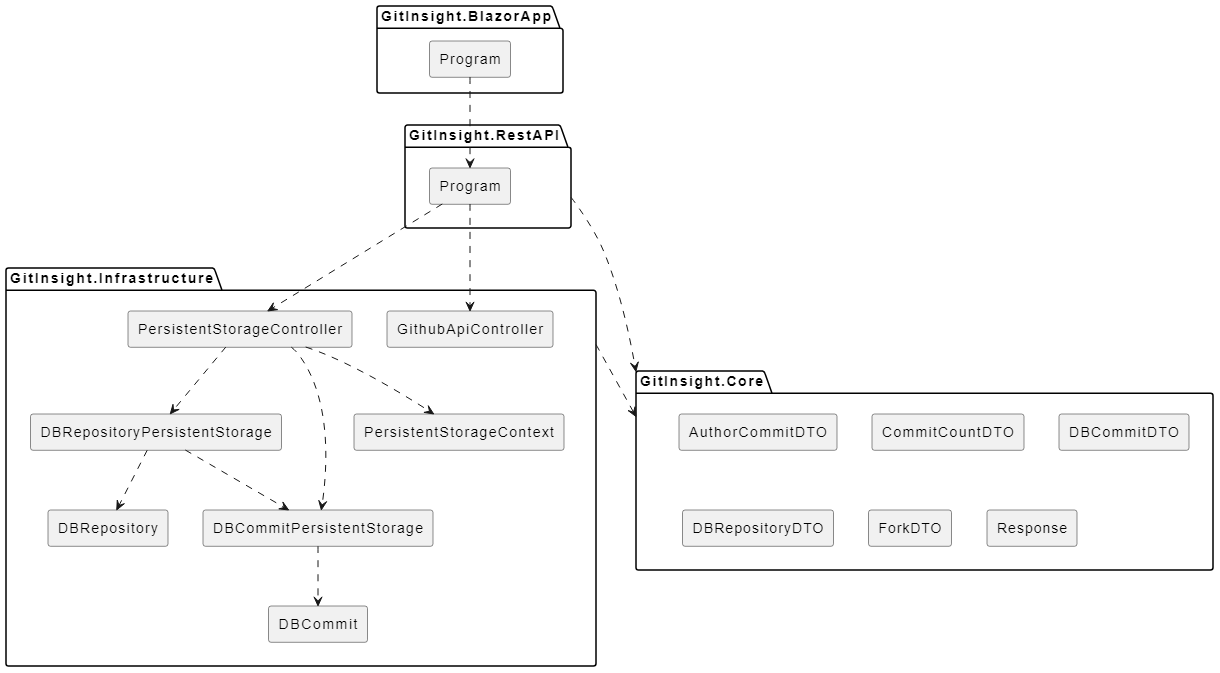 GitInsight.BlazorApp
Program
GitInsight.RestAPI
Program
GitInsight.Infrastructure
PersistentStorageController
GithubApiController
GitInsight.Core
DBRepositoryPersistentStorage
PersistentStorageContext
AuthorCommitDTO
CommitCountDTO
DBCommitDTO
DBRepository
DBCommitPersistentStorage
DBRepositoryDTO
ForkDTO
Response
DBCommit